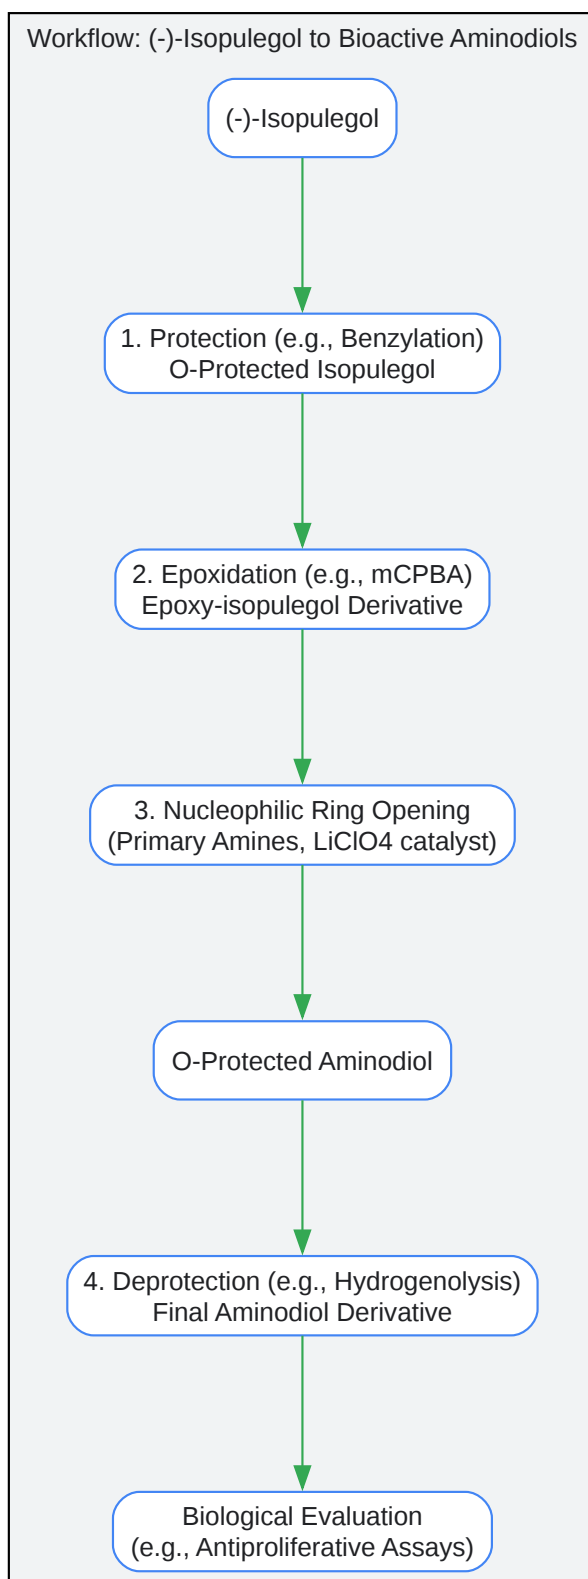 Workflow: (-)-Isopulegol to Bioactive Aminodiols
(-)-Isopulegol
1. Protection (e.g., Benzylation)
O-Protected Isopulegol
2. Epoxidation (e.g., mCPBA)
Epoxy-isopulegol Derivative
3. Nucleophilic Ring Opening
(Primary Amines, LiClO4 catalyst)
O-Protected Aminodiol
4. Deprotection (e.g., Hydrogenolysis)
Final Aminodiol Derivative
Biological Evaluation
(e.g., Antiproliferative Assays)